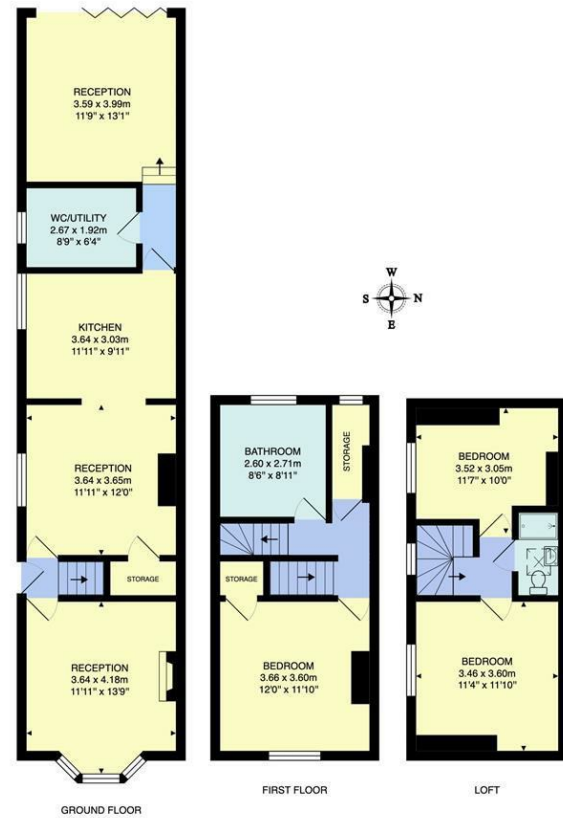 RECEPTION
3.59 x 3.99m
11'9" x 13'1"
WC/UTILITY
2.67 x 1.92m
8'9" x 6'4"
KITCHEN
3.64 x 3.03m
11'11" x 9'11"
RECEPTION
3.64 x 3.65m
11'11" x 12'0"
STORAGE
RECEPTION
3.64 x 4.18m
11'11" x 13'9"
GROUND FLOOR
W
S
N
E
BATHROOM
2.60 x 2.71m
8'6" x 8'11"
STORAGE
STORAGE
BEDROOM
3.66 x 3.60m
12'0" x 11'10"
FIRST FLOOR
BEDROOM
3.52 x 3.05m
11'7" x 10'0"
BEDROOM
3.46 x 3.60m
11'4" x 11'10"
LOFT